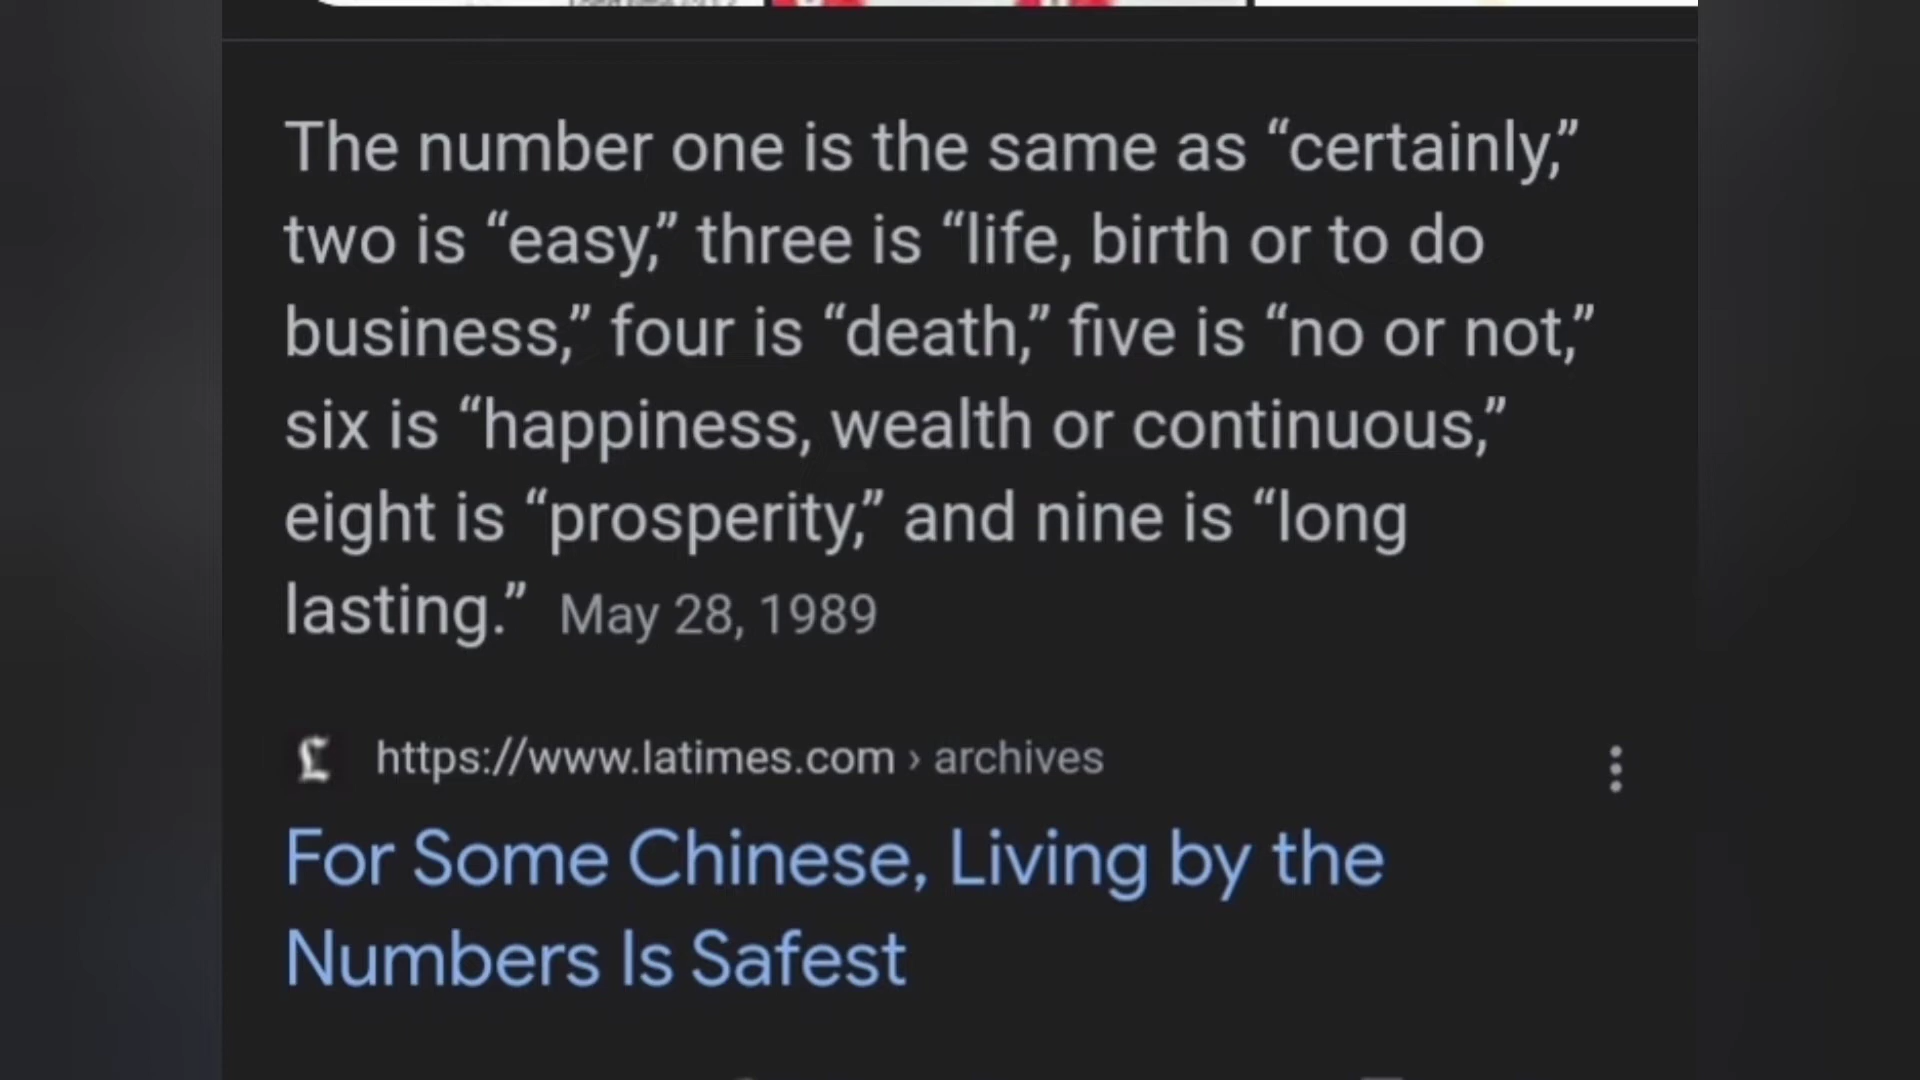 The number one is the same as “certainly,”
two is “easy,” three is “life, birth or to do
business,” four is “death,” five is “no or not,”
six is “happiness, wealth or continuous,”
eight is “prosperity,” and nine is “long
lasting.” May 28, 1989
https://www.latimes.com › archives
For Some Chinese, Living by the
Numbers Is Safest